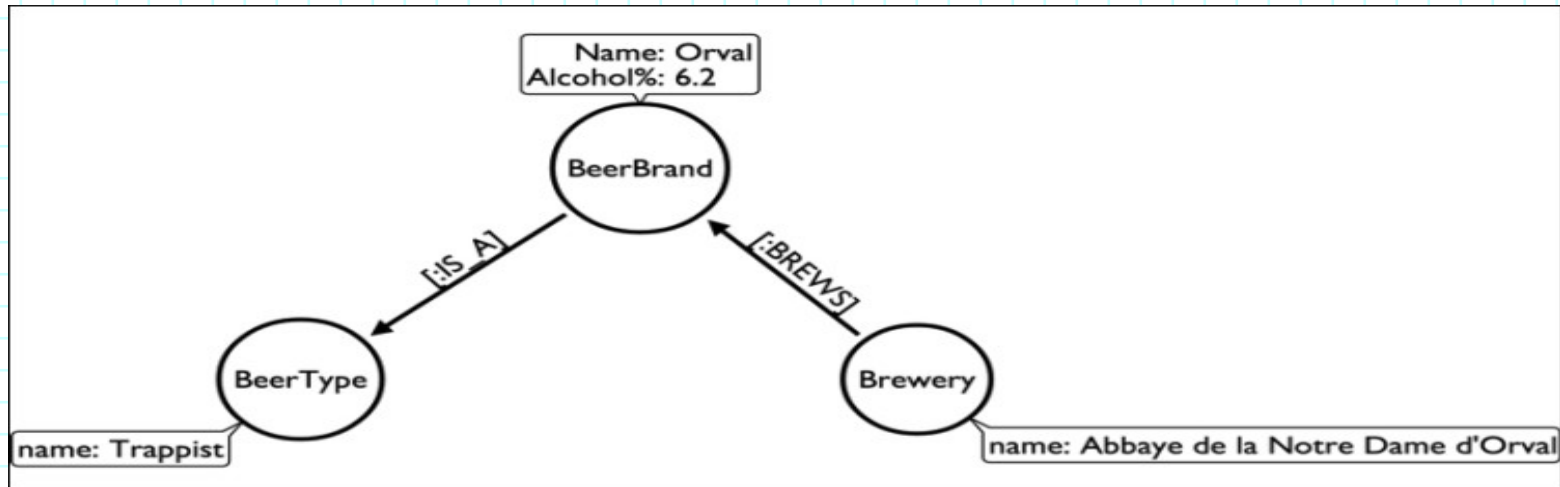 Name: Orval
Alcohol%: 6.2
BeerBrand
[:IS_A]
[:BREWS]
BeerType
Brewery
name: Trappist
name: Abbaye de la Notre Dame d'Orval